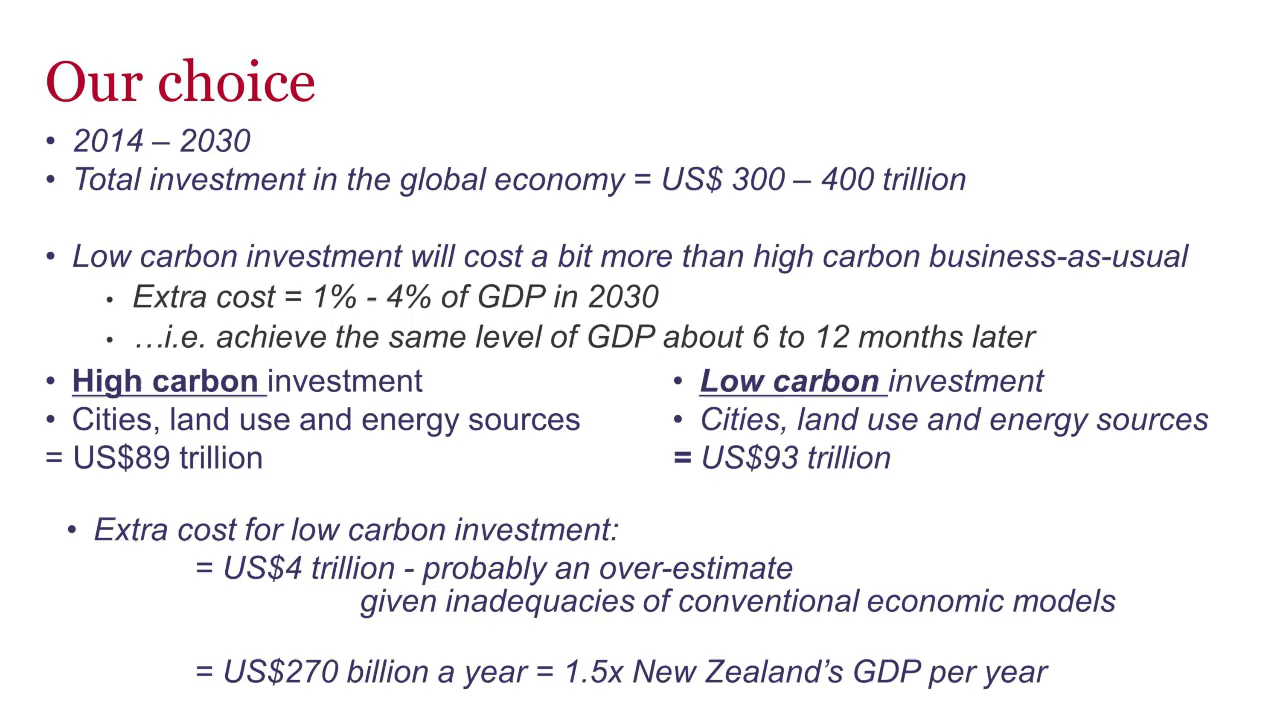 Our choice
• 2014 – 2030
• Total investment in the global economy = US$ 300 – 400 trillion
• Low carbon investment will cost a bit more than high carbon business-as-usual
• Extra cost = 1% - 4% of GDP in 2030
• …i.e. achieve the same level of GDP about 6 to 12 months later
• High carbon investment
• Cities, land use and energy sources
= US$89 trillion
• Low carbon investment
• Cities, land use and energy sources
= US$93 trillion
• Extra cost for low carbon investment:
= US$4 trillion - probably an over-estimate
given inadequacies of conventional economic models
= US$270 billion a year = 1.5x New Zealand’s GDP per year